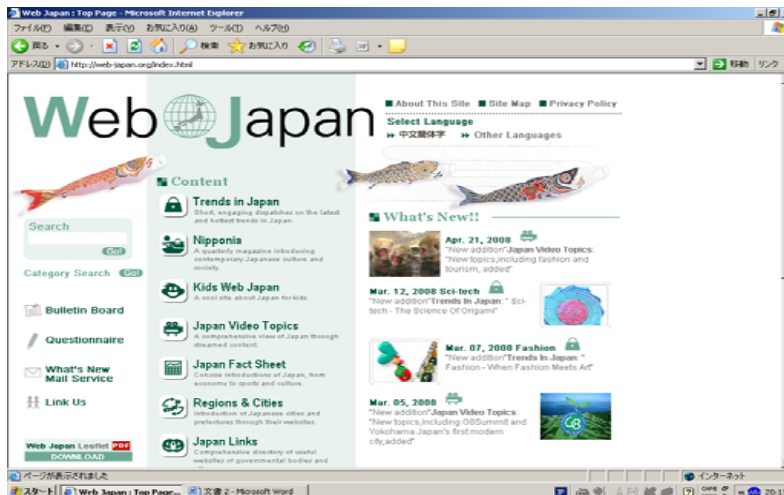 Web Japan : Top Page - Microsoft Internet Explorer
ファイル(F) 編集(E) 表示(V) お気に入り(A) ツール(T) ヘルプ(H)
戻る 検索 お気に入り
アドレス(D) http://web-japan.org/index.html 移動 リンク
Web Japan
About This Site Site Map Privacy Policy
Select Language
中文簡体字 Other Languages
Search
Go!
Category Search Go!
Bulletin Board
Questionnaire
What's New
Mail Service
Link Us
Web Japan Leaflet PDF
DOWNLOAD
Content
Trends in Japan
Short, engaging dispatches on the latest
and hottest trends in Japan.
Nipponia
A quarterly magazine introducing
contemporary Japanese culture and
society.
Kids Web Japan
A cool site about Japan for kids.
Japan Video Topics
A comprehensive view of Japan through
streamed content.
Japan Fact Sheet
Concise introductions of Japan, from
economy to sports and culture.
Regions & Cities
Introduction of Japanese cities and
prefectures through their websites.
Japan Links
Comprehensive directory of useful
websites of governmental bodies and
What's New!!
Apr. 21, 2008
"New addition"Japan Video Topics:
"New topics,including fashion and
tourism, added"
Mar. 12, 2008 Sci-tech
"New addition"Trends In Japan: " Sci-
tech - The Science Of Origami"
Mar. 07, 2008 Fashion
"New addition"Trends In Japan: "
Fashion - When Fashion Meets Art"
Mar. 05, 2008
"New addition"Japan Video Topics:
"New topics,including G8Summit and
Yokohama Japan's first modern
city,added"
G8
ページが表示されました インターネット
スタート Web Japan : Top Page... 文書 2 - Microsoft Word